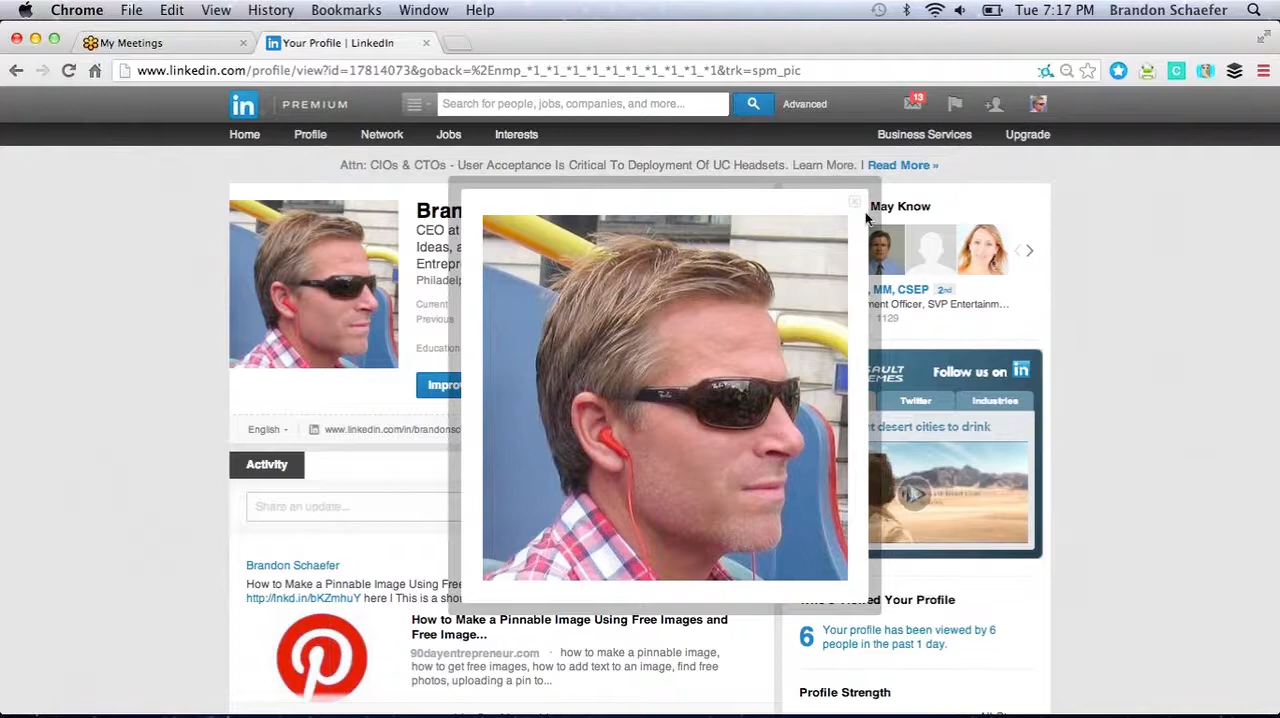 Chrome File Edit View History Bookmarks Window Help Tue 7:17 PM Brandon Schaefer
My Meetings
Your Profile | LinkedIn
www.linkedin.com/profile/view?id=17814073&goback=%2Enmp_*1_*1_*1_*1_*1_*1_*1_*1_*1_*1&trk=spm_pic
in PREMIUM Search for people, jobs, companies, and more... Advanced 13
Home Profile Network Jobs Interests Business Services Upgrade
Attn: CIOs & CTOs - User Acceptance Is Critical To Deployment Of UC Headsets. Learn More. | Read More »
Bran
CEO at
Ideas, a
Entrepr
Philadelp
Current
Previous
Education
Improv
English
www.linkedin.com/in/brandonsc
Activity
Share an update...
Brandon Schaefer
How to Make a Pinnable Image Using Free
http://lnkd.in/bKZmhuY here I This is a sho
How to Make a Pinnable Image Using Free Images and
Free Image...
90dayentrepreneur.com · how to make a pinnable image,
how to get free images, how to add text to an image, find free
photos, uploading a pin to...
Ray-Ban
May Know
, MM, CSEP 2nd
ment Officer, SVP Entertainm...
1129
Follow us on in
Twitter Industries
t desert cities to drink
Your Profile
6 Your profile has been viewed by 6
people in the past 1 day.
Profile Strength